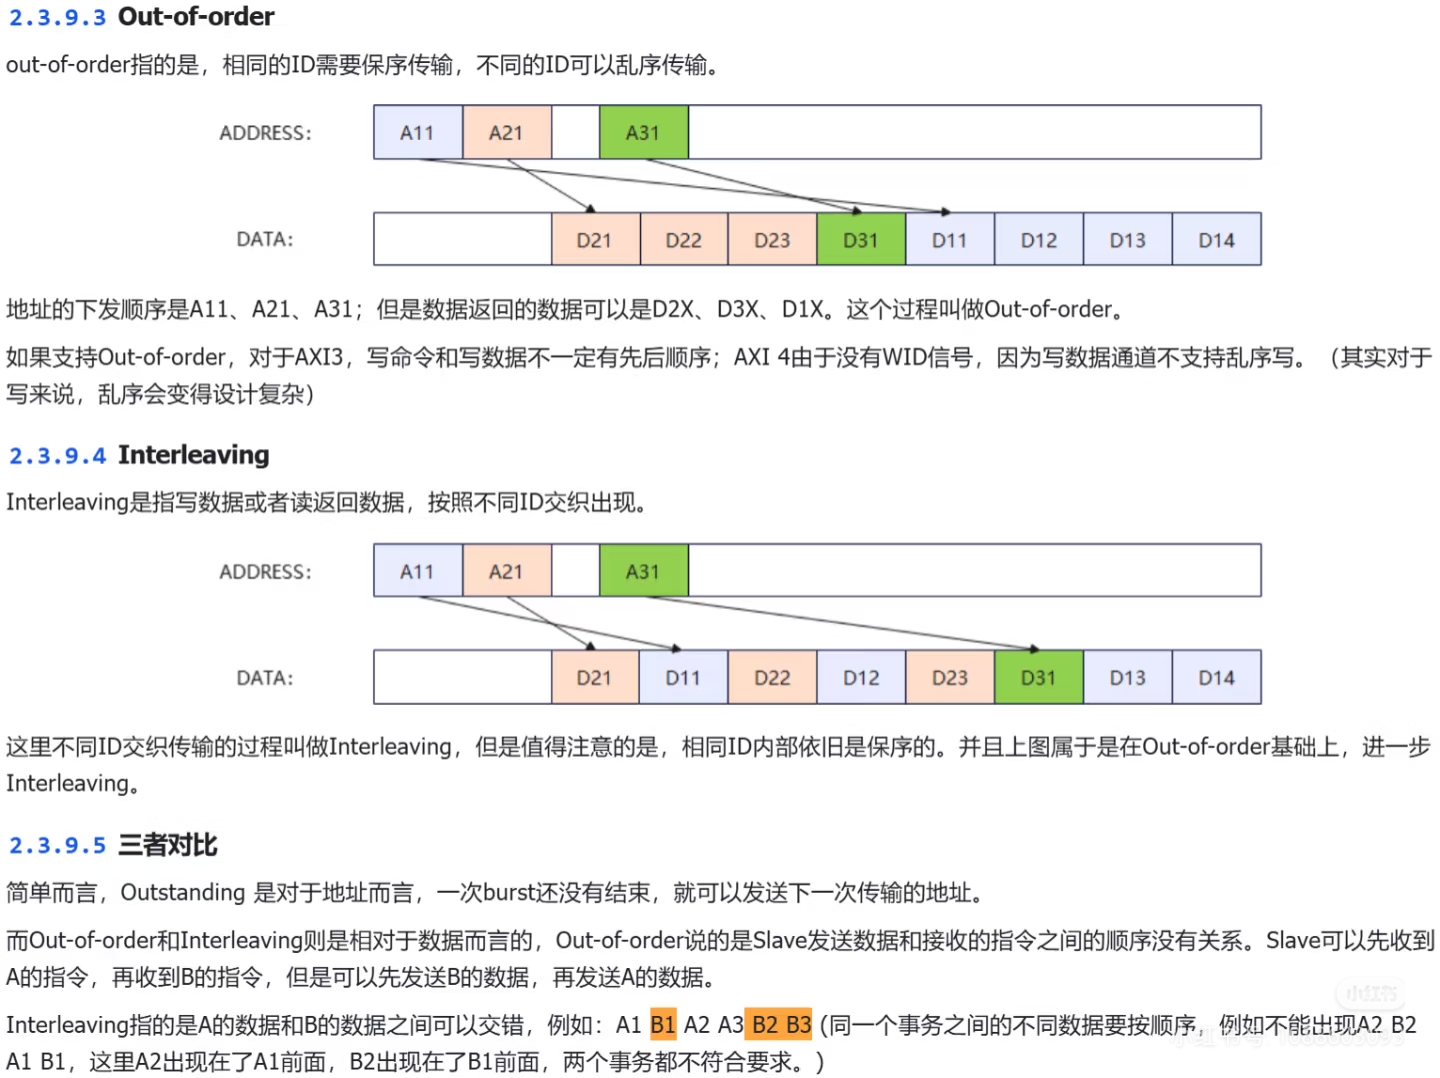 2.3.9.3 Out-of-order
out-of-order指的是，相同的ID需要保序传输，不同的ID可以乱序传输。
ADDRESS: A11 A21 A31
DATA: D21 D22 D23 D31 D11 D12 D13 D14
地址的下发顺序是A11、A21、A31；但是数据返回的数据可以是D2X、D3X、D1X。这个过程叫做Out-of-order。
如果支持Out-of-order，对于AXI3，写命令和写数据不一定有先后顺序；AXI 4由于没有WID信号，因为写数据通道不支持乱序写。（其实对于
写来说，乱序会变得设计复杂）
2.3.9.4 Interleaving
Interleaving是指写数据或者读返回数据，按照不同ID交织出现。
ADDRESS: A11 A21 A31
DATA: D21 D11 D22 D12 D23 D31 D13 D14
这里不同ID交织传输的过程叫做Interleaving，但是值得注意的是，相同ID内部依旧是保序的。并且上图属于是在Out-of-order基础上，进一步
Interleaving。
2.3.9.5 三者对比
简单而言，Outstanding 是对于地址而言，一次burst还没有结束，就可以发送下一次传输的地址。
而Out-of-order和Interleaving则是相对于数据而言的，Out-of-order说的是Slave发送数据和接收的指令之间的顺序没有关系。Slave可以先收到
A的指令，再收到B的指令，但是可以先发送B的数据，再发送A的数据。
Interleaving指的是A的数据和B的数据之间可以交错，例如：A1 B1 A2 A3 B2 B3 (同一个事务之间的不同数据要按顺序，例如不能出现A2 B2
A1 B1，这里A2出现在了A1前面，B2出现在了B1前面，两个事务都不符合要求。)
小红书